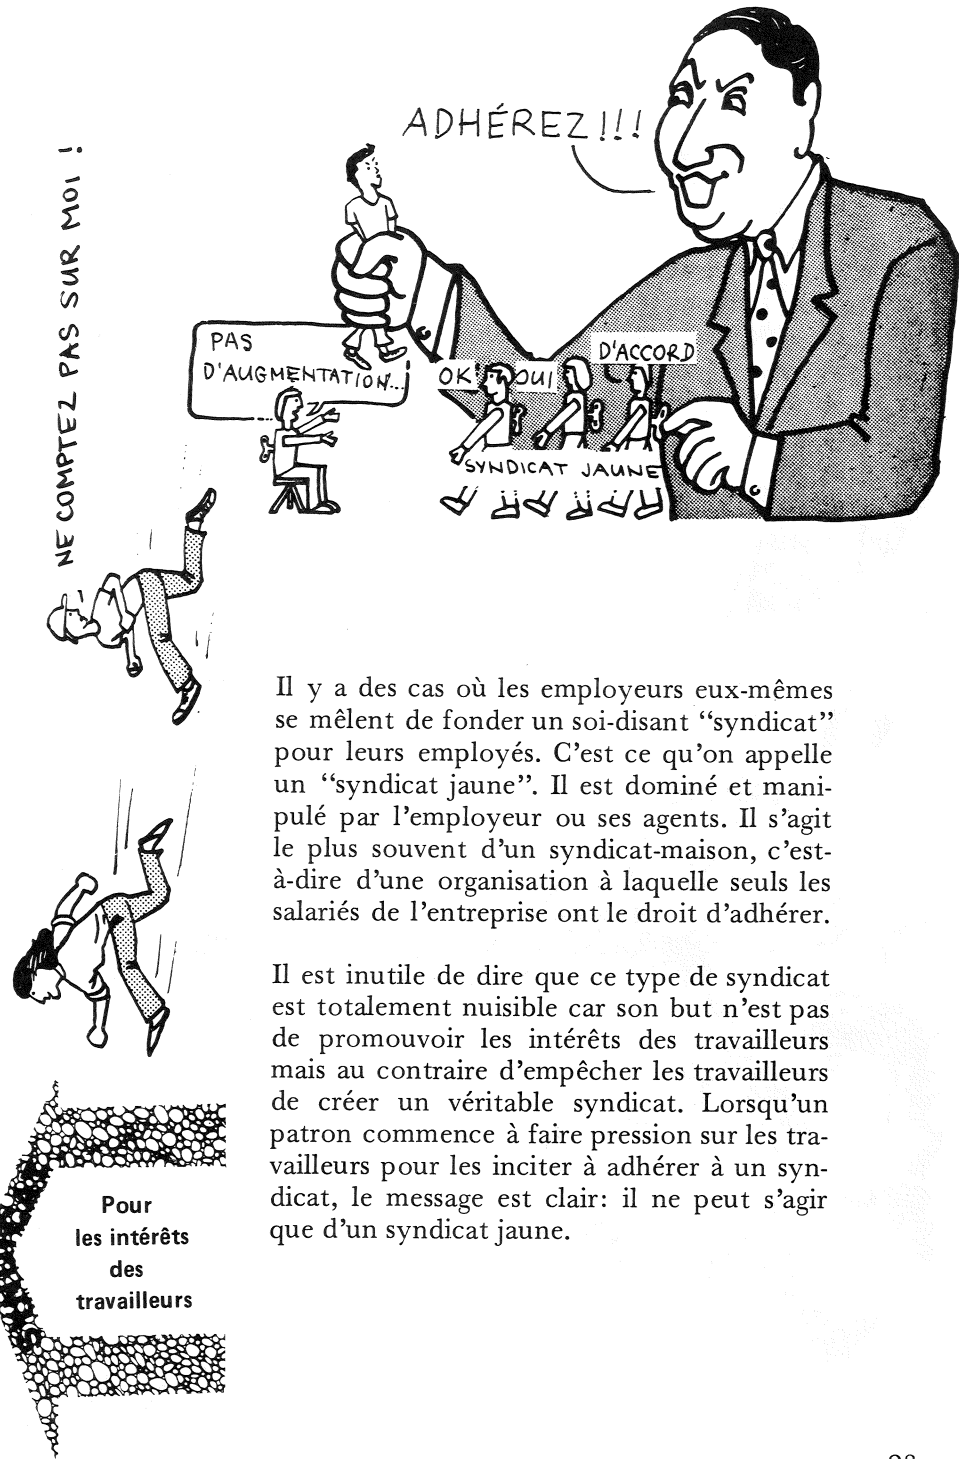 ADHÉREZ!!!
NE COMPTEZ PAS SUR MOI !
PAS
D'AUGMENTATION...
OK!
OUI
D'ACCORD
SYNDICAT JAUNE
Il y a des cas où les employeurs eux-mêmes
se mêlent de fonder un soi-disant “syndicat”
pour leurs employés. C’est ce qu’on appelle
un “syndicat jaune”. Il est dominé et mani-
pulé par l’employeur ou ses agents. Il s’agit
le plus souvent d’un syndicat-maison, c’est-
à-dire d’une organisation à laquelle seuls les
salariés de l’entreprise ont le droit d’adhérer.
Il est inutile de dire que ce type de syndicat
est totalement nuisible car son but n’est pas
de promouvoir les intérêts des travailleurs
mais au contraire d’empêcher les travailleurs
de créer un véritable syndicat. Lorsqu’un
patron commence à faire pression sur les tra-
vailleurs pour les inciter à adhérer à un syn-
dicat, le message est clair: il ne peut s’agir
que d’un syndicat jaune.
Pour
les intérêts
des
travailleurs